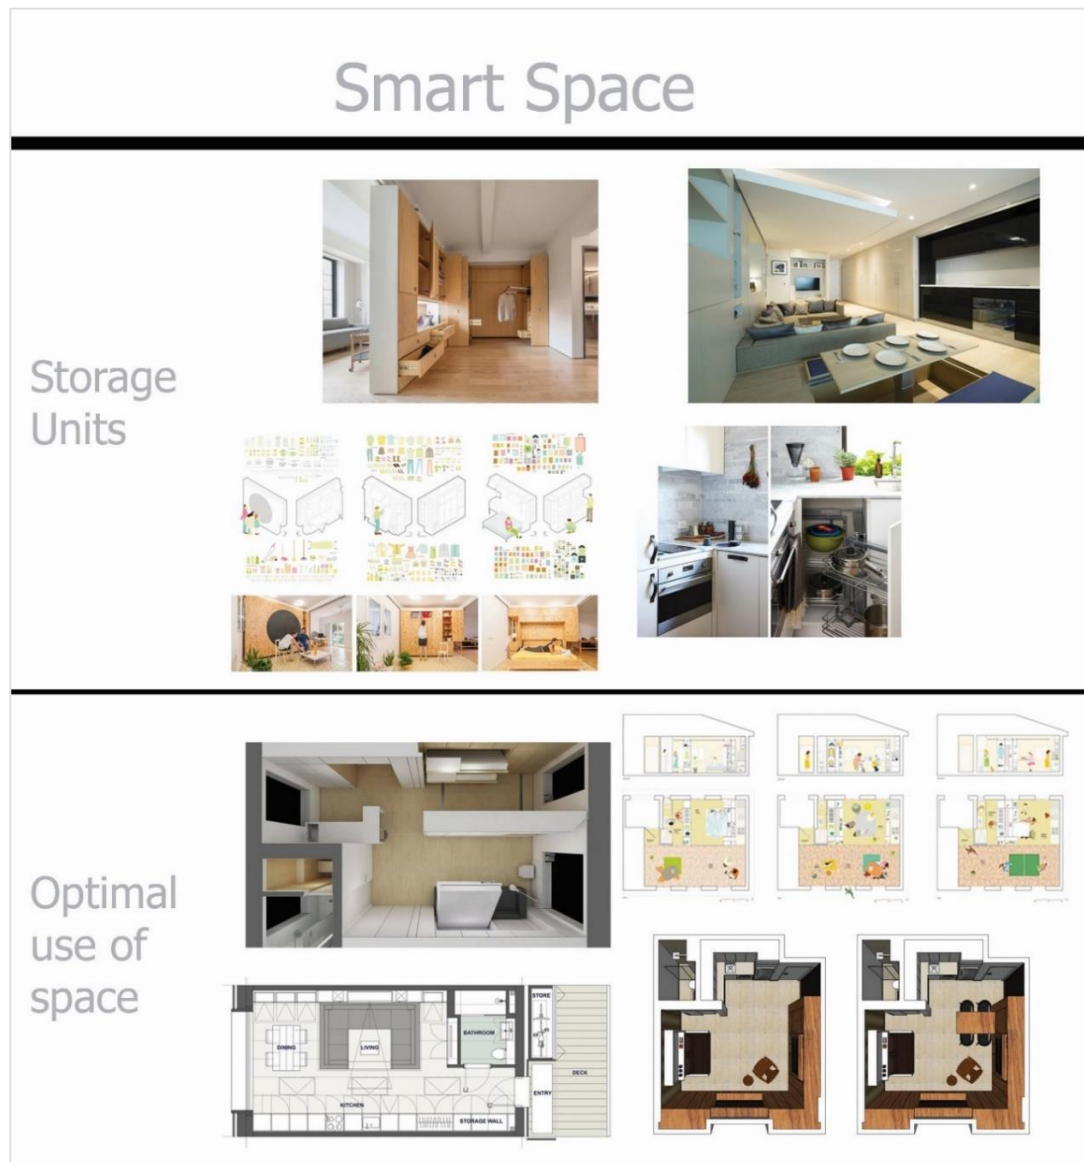 Smart Space
Storage
Units
Optimal
use of
space
STORE
BATHROOM
DINING
LIVING
DECK
ENTRY
KITCHEN
STORAGE WALL